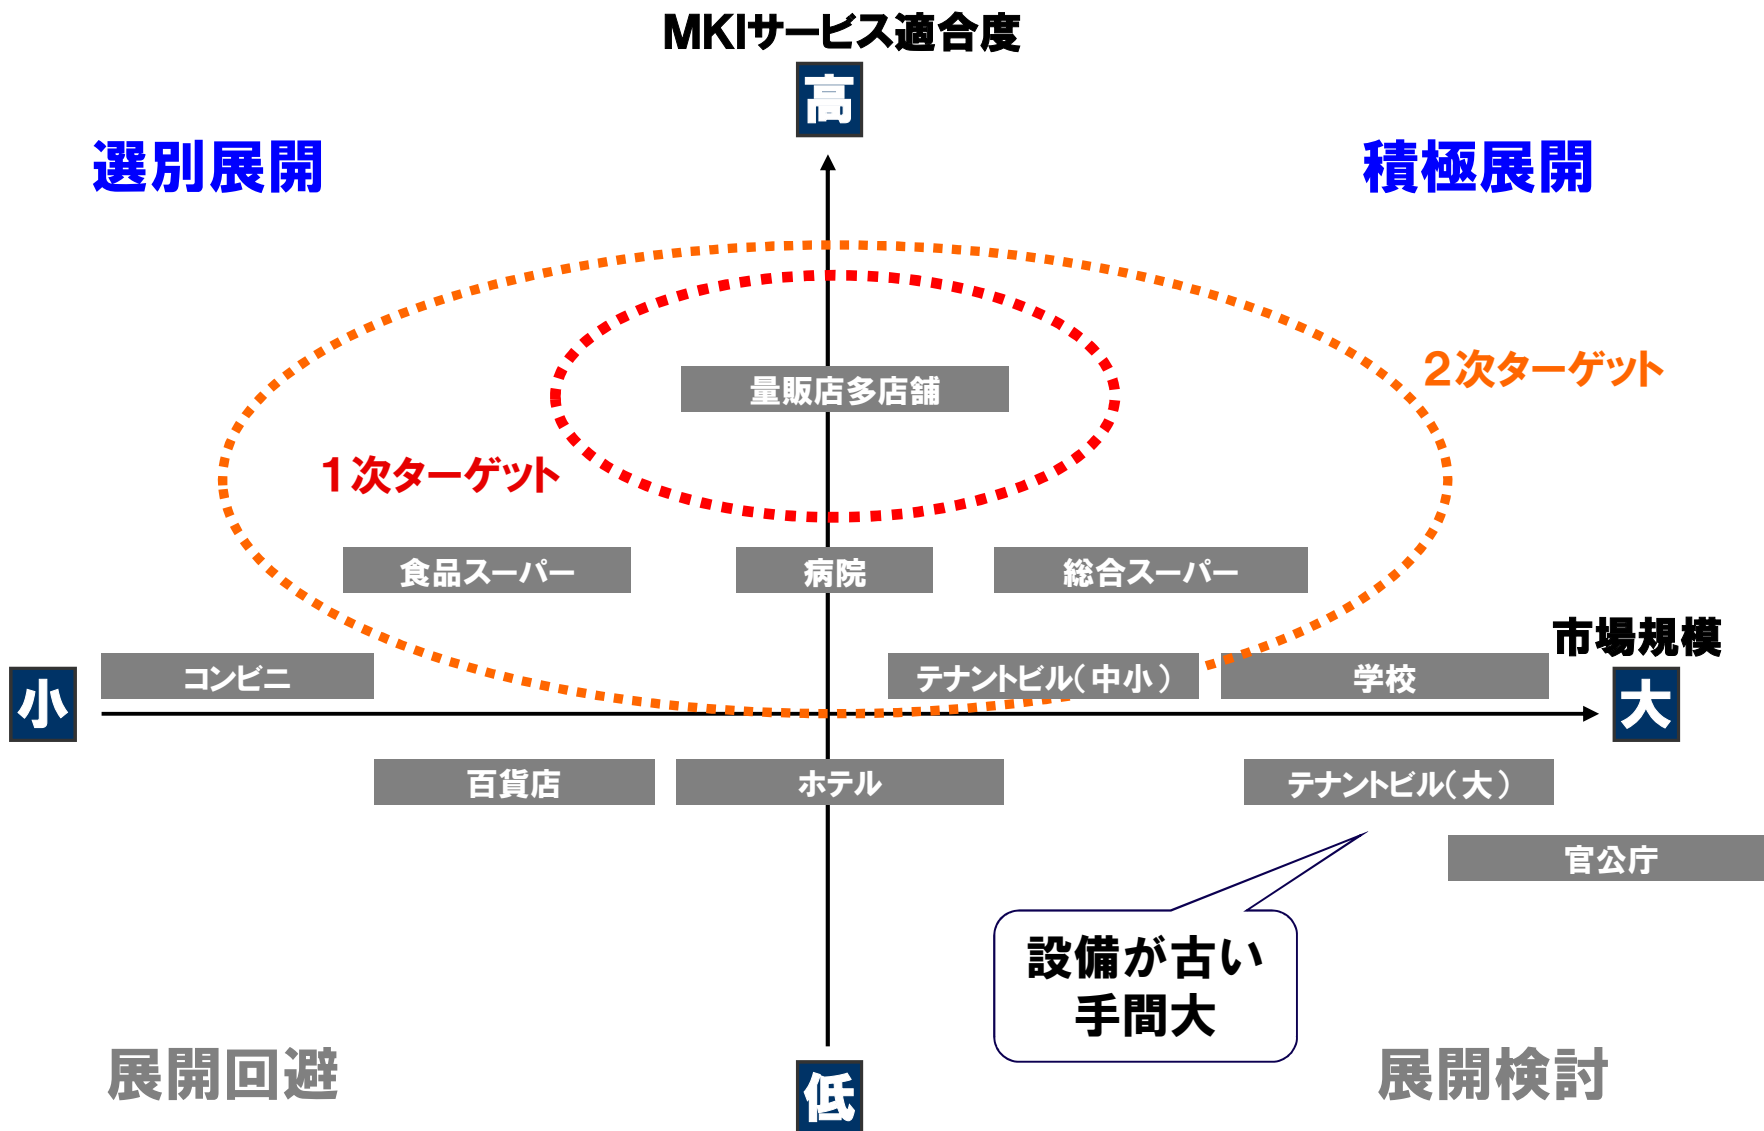 MKIサービス適合度
高
選別展開
積極展開
2次ターゲット
量販店多店舗
1次ターゲット
食品スーパー
病院
総合スーパー
市場規模
コンビニ
テナントビル(中小)
学校
小
大
百貨店
ホテル
テナントビル(大)
官公庁
設備が古い
手間大
展開回避
展開検討
低